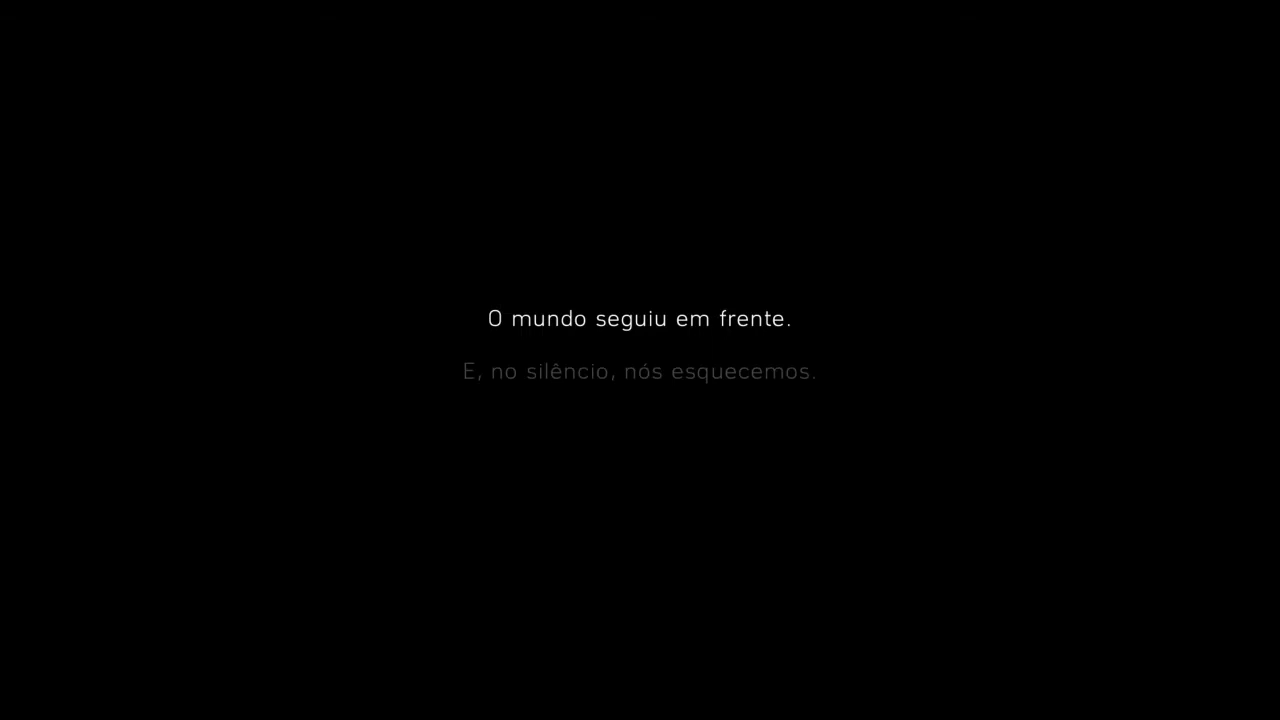 O mundo seguiu em frente.
E, no silêncio, nós esquecemos.